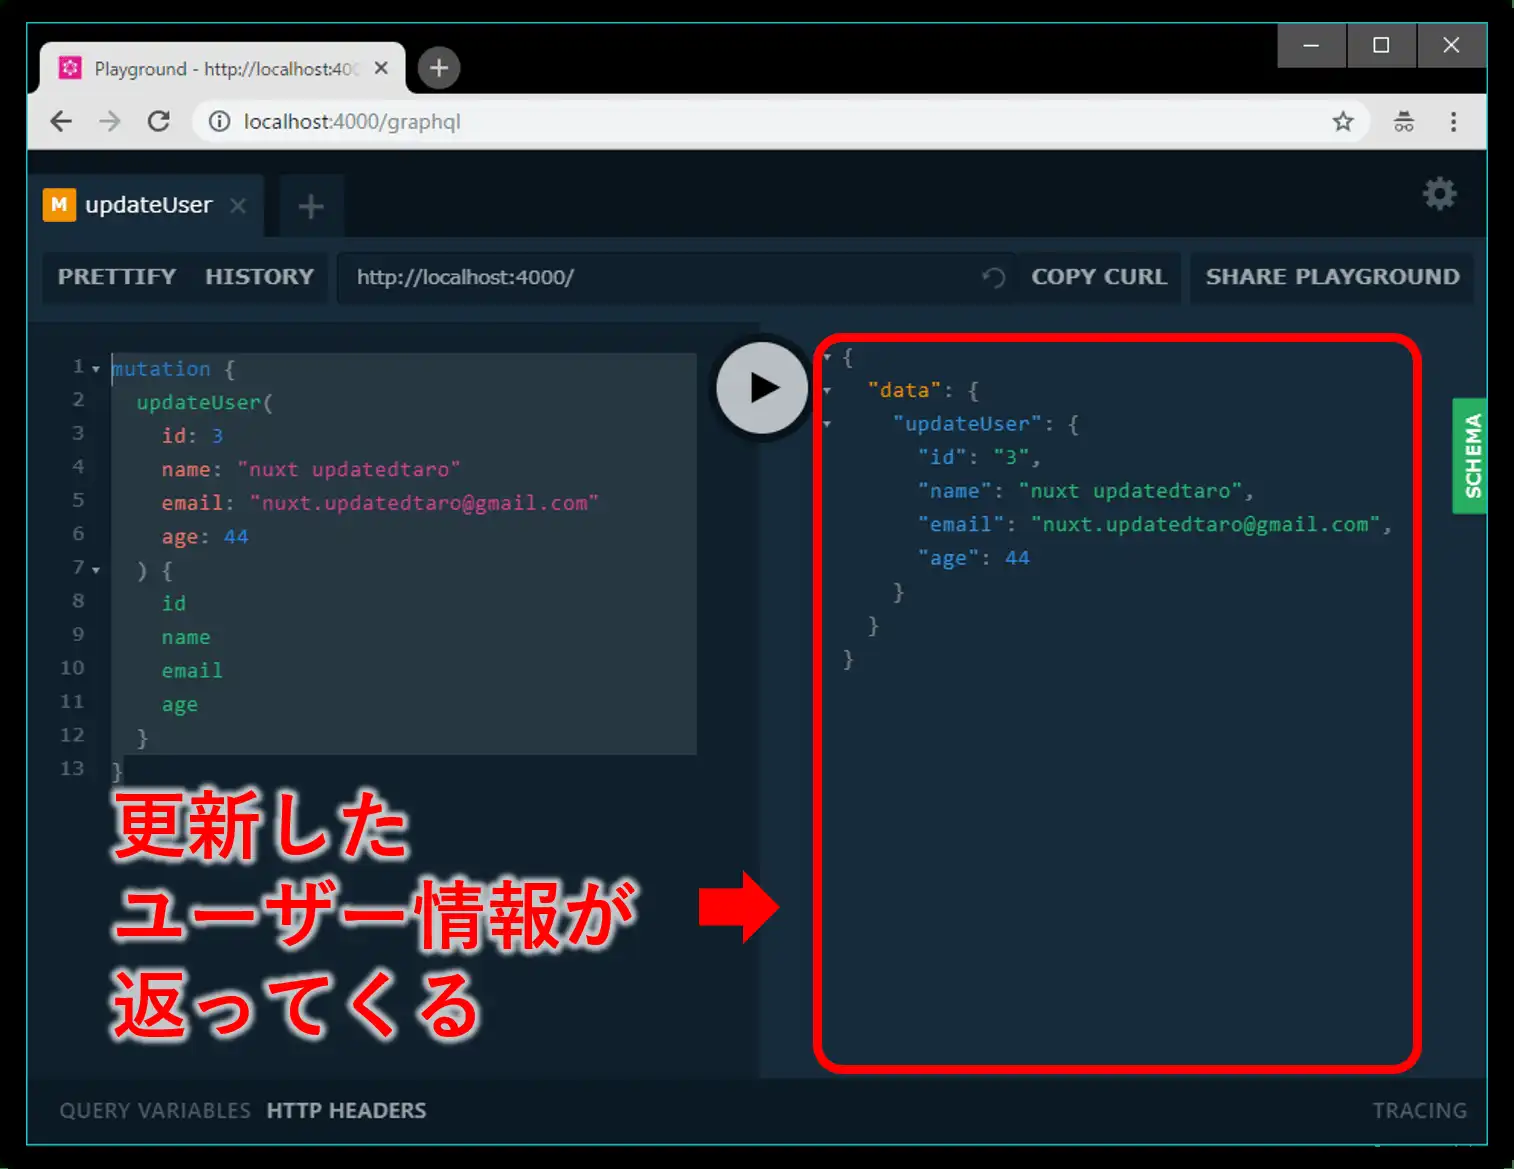 Playground - http://localhost:400
localhost:4000/graphql
M updateUser
PRETTIFY HISTORY http://localhost:4000/ COPY CURL SHARE PLAYGROUND
1 mutation {
2 updateUser(
3 id: 3
4 name: "nuxt updatedtaro"
5 email: "nuxt.updatedtaro@gmail.com"
6 age: 44
7 ) {
8 id
9 name
10 email
11 age
12 }
13 }
{
"data": {
"updateUser": {
"id": "3",
"name": "nuxt updatedtaro",
"email": "nuxt.updatedtaro@gmail.com",
"age": 44
}
}
}
SCHEMA
更新した
ユーザー情報が
返ってくる
QUERY VARIABLES HTTP HEADERS TRACING